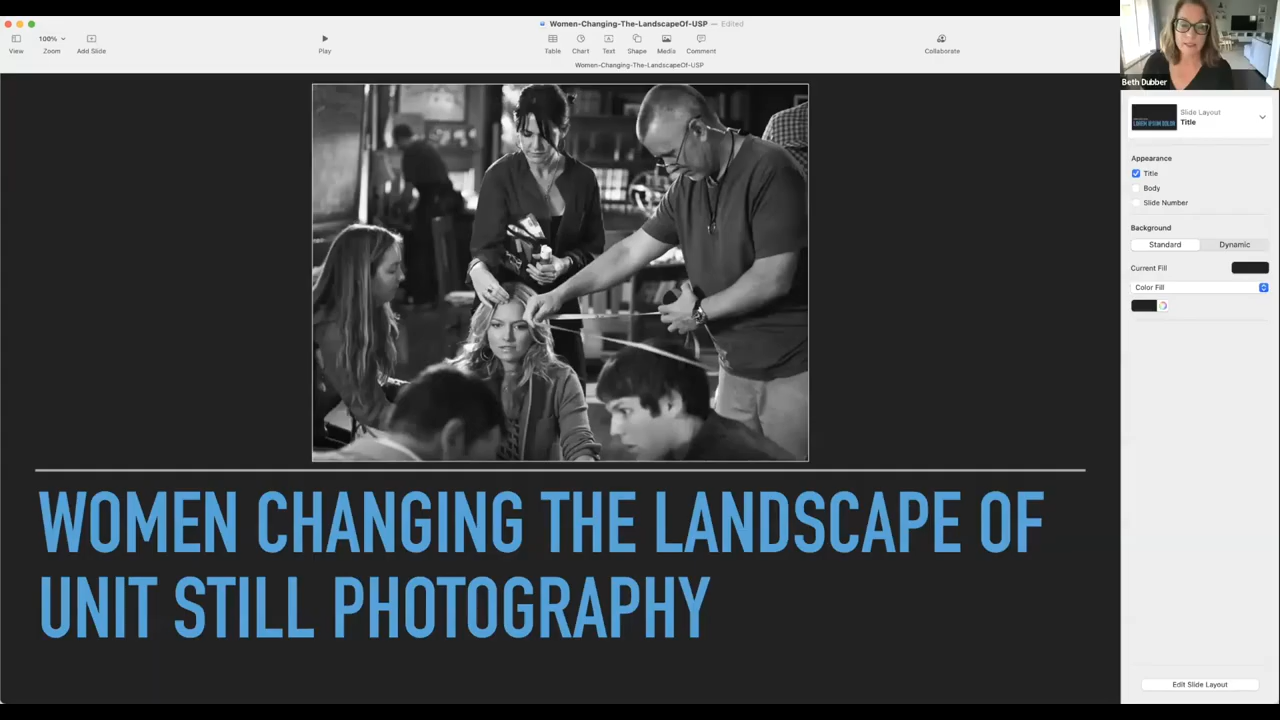 Women-Changing-The-LandscapeOf-USP — Edited
100%
View
Zoom
Add Slide
Play
Table
Chart
Text
Shape
Media
Comment
Collaborate
Women-Changing-The-LandscapeOf-USP
Beth Dubber
Slide Layout
Title
Appearance
Title
Body
Slide Number
Background
Standard
Dynamic
Current Fill
Color Fill
Edit Slide Layout
WOMEN CHANGING THE LANDSCAPE OF
UNIT STILL PHOTOGRAPHY